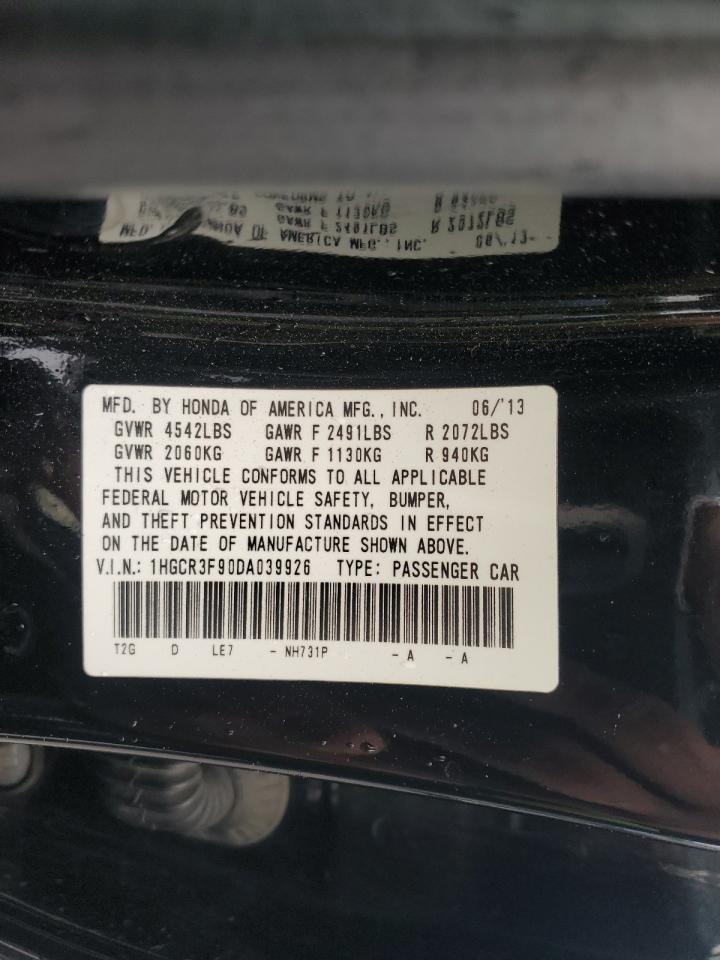 MFD. BY HONDA OF AMERICA MFG., INC. 06/'13
GVWR 4542LBS GAWR F 2491LBS R 2072LBS
GVWR 2060KG GAWR F 1130KG R 940KG
THIS VEHICLE CONFORMS TO ALL APPLICABLE
FEDERAL MOTOR VEHICLE SAFETY, BUMPER,
AND THEFT PREVENTION STANDARDS IN EFFECT
ON THE DATE OF MANUFACTURE SHOWN ABOVE.
V.I.N.: 1HGCR3F90DA039926 TYPE: PASSENGER CAR
T2G D LE7 - NH731P - A - A